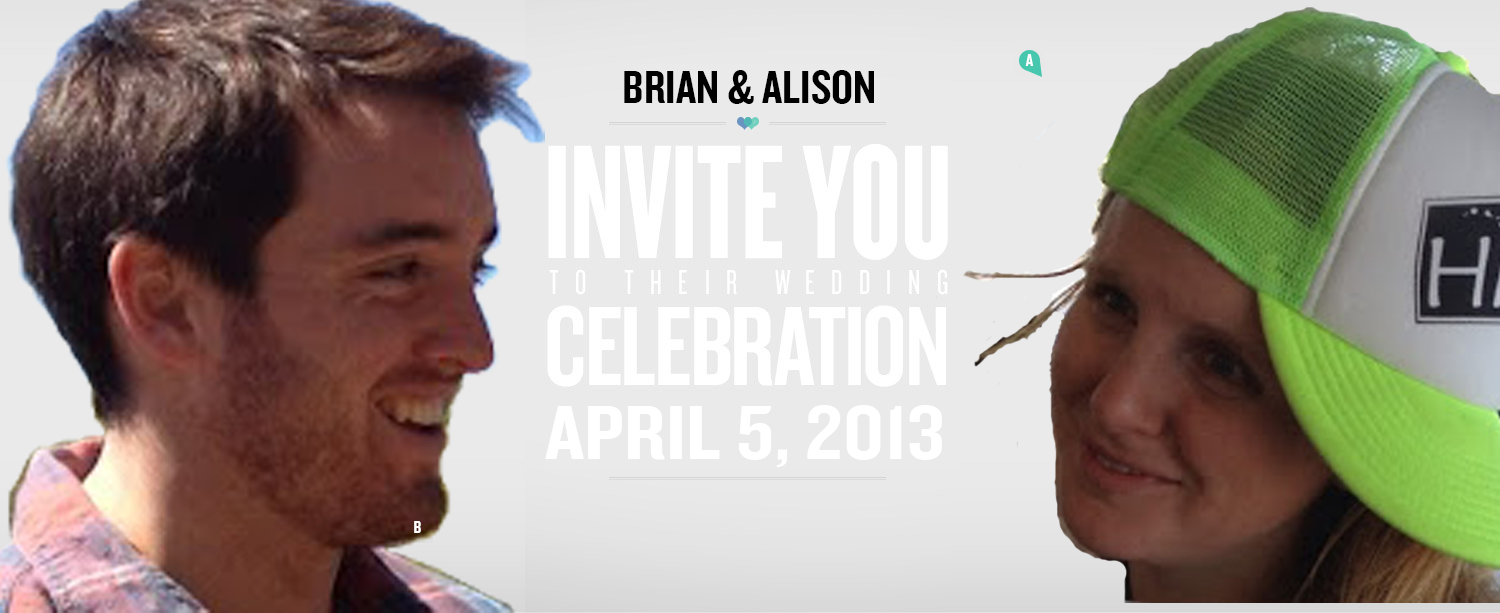 A
BRIAN & ALISON
INVITE YOU
TO THEIR WEDDING
CELEBRATION
APRIL 5, 2013
B